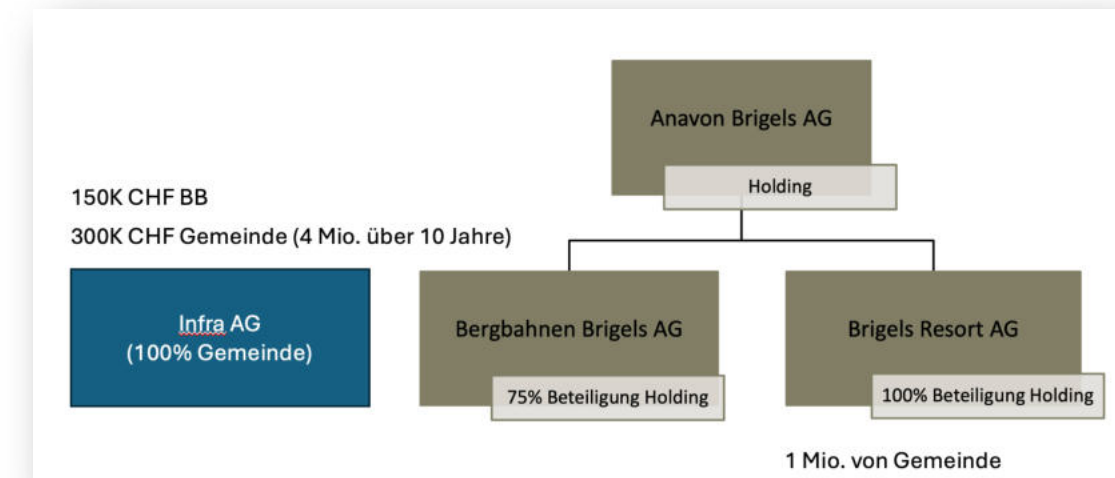 Anavon Brigels AG
Holding
150K CHF BB
300K CHF Gemeinde (4 Mio. über 10 Jahre)
Infra AG
(100% Gemeinde)
Bergbahnen Brigels AG
75% Beteiligung Holding
Brigels Resort AG
100% Beteiligung Holding
1 Mio. von Gemeinde